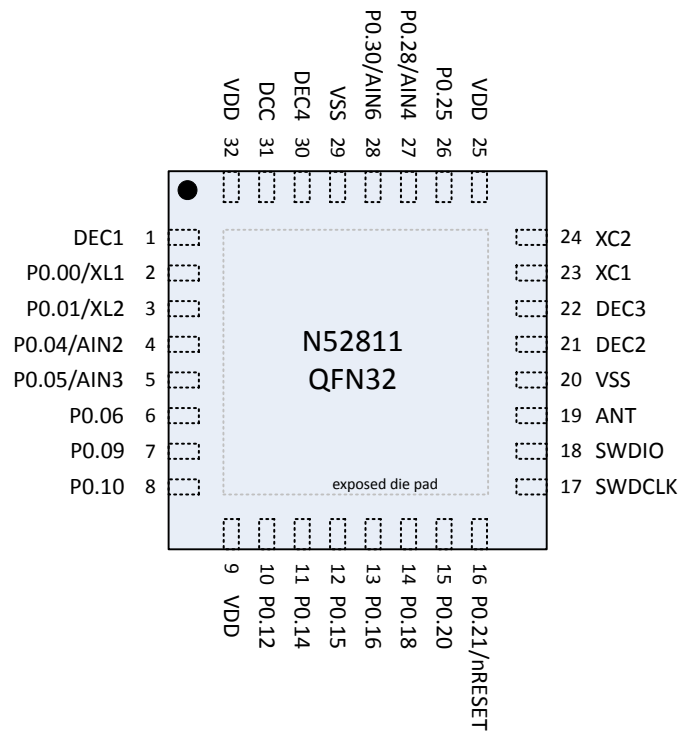 VDD 32
DCC 31
DEC4 30
VSS 29
P0.30/AIN6 28
P0.28/AIN4 27
P0.25 26
VDD 25
DEC1 1
P0.00/XL1 2
P0.01/XL2 3
P0.04/AIN2 4
P0.05/AIN3 5
P0.06 6
P0.09 7
P0.10 8
N52811
QFN32
exposed die pad
24 XC2
23 XC1
22 DEC3
21 DEC2
20 VSS
19 ANT
18 SWDIO
17 SWDCLK
9 VDD
10 P0.12
11 P0.14
12 P0.15
13 P0.16
14 P0.18
15 P0.20
16 P0.21/nRESET